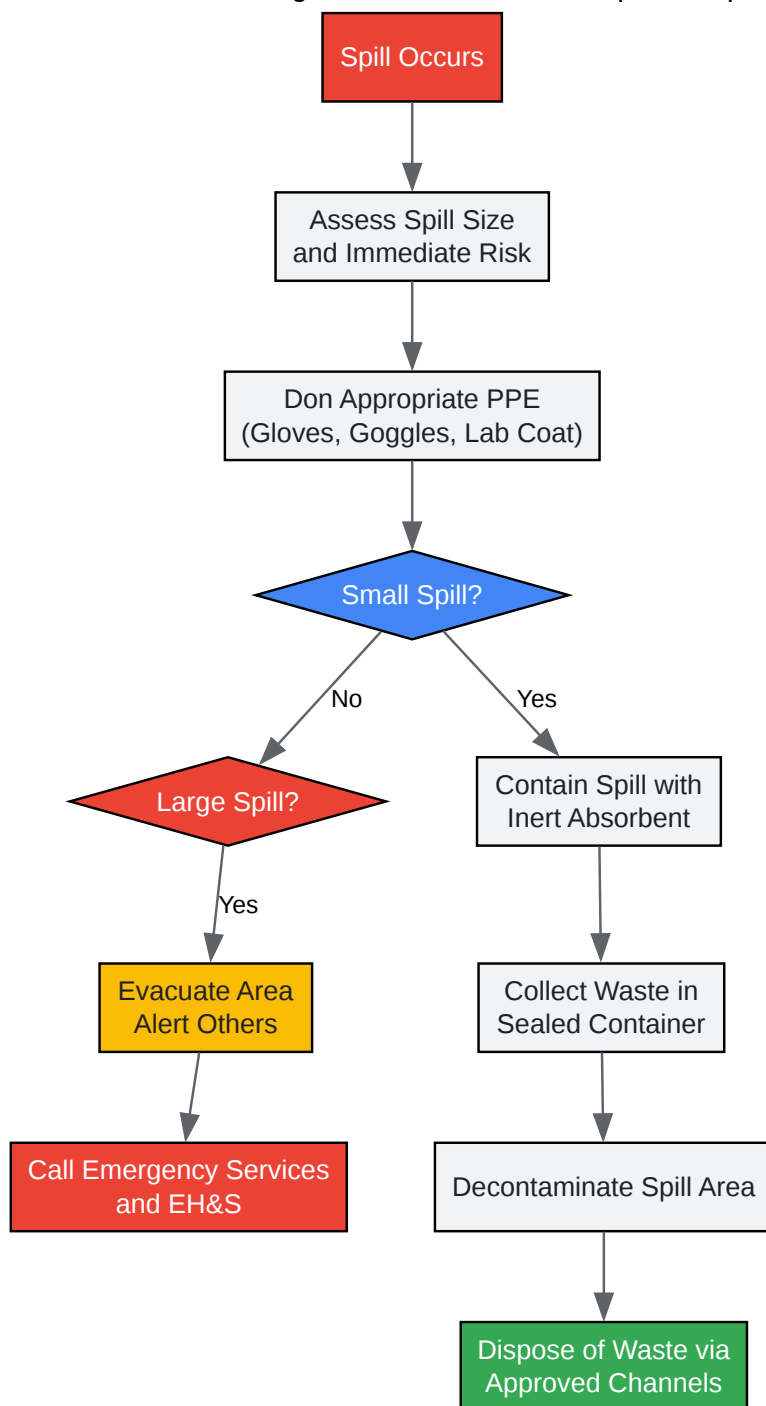 Spill Occurs
Assess Spill Size
and Immediate Risk
Don Appropriate PPE
(Gloves, Goggles, Lab Coat)
Small Spill?
No
Yes
Large Spill?
Contain Spill with
Inert Absorbent
Yes
Evacuate Area
Alert Others
Collect Waste in
Sealed Container
Call Emergency Services
and EH&S
Decontaminate Spill Area
Dispose of Waste via
Approved Channels